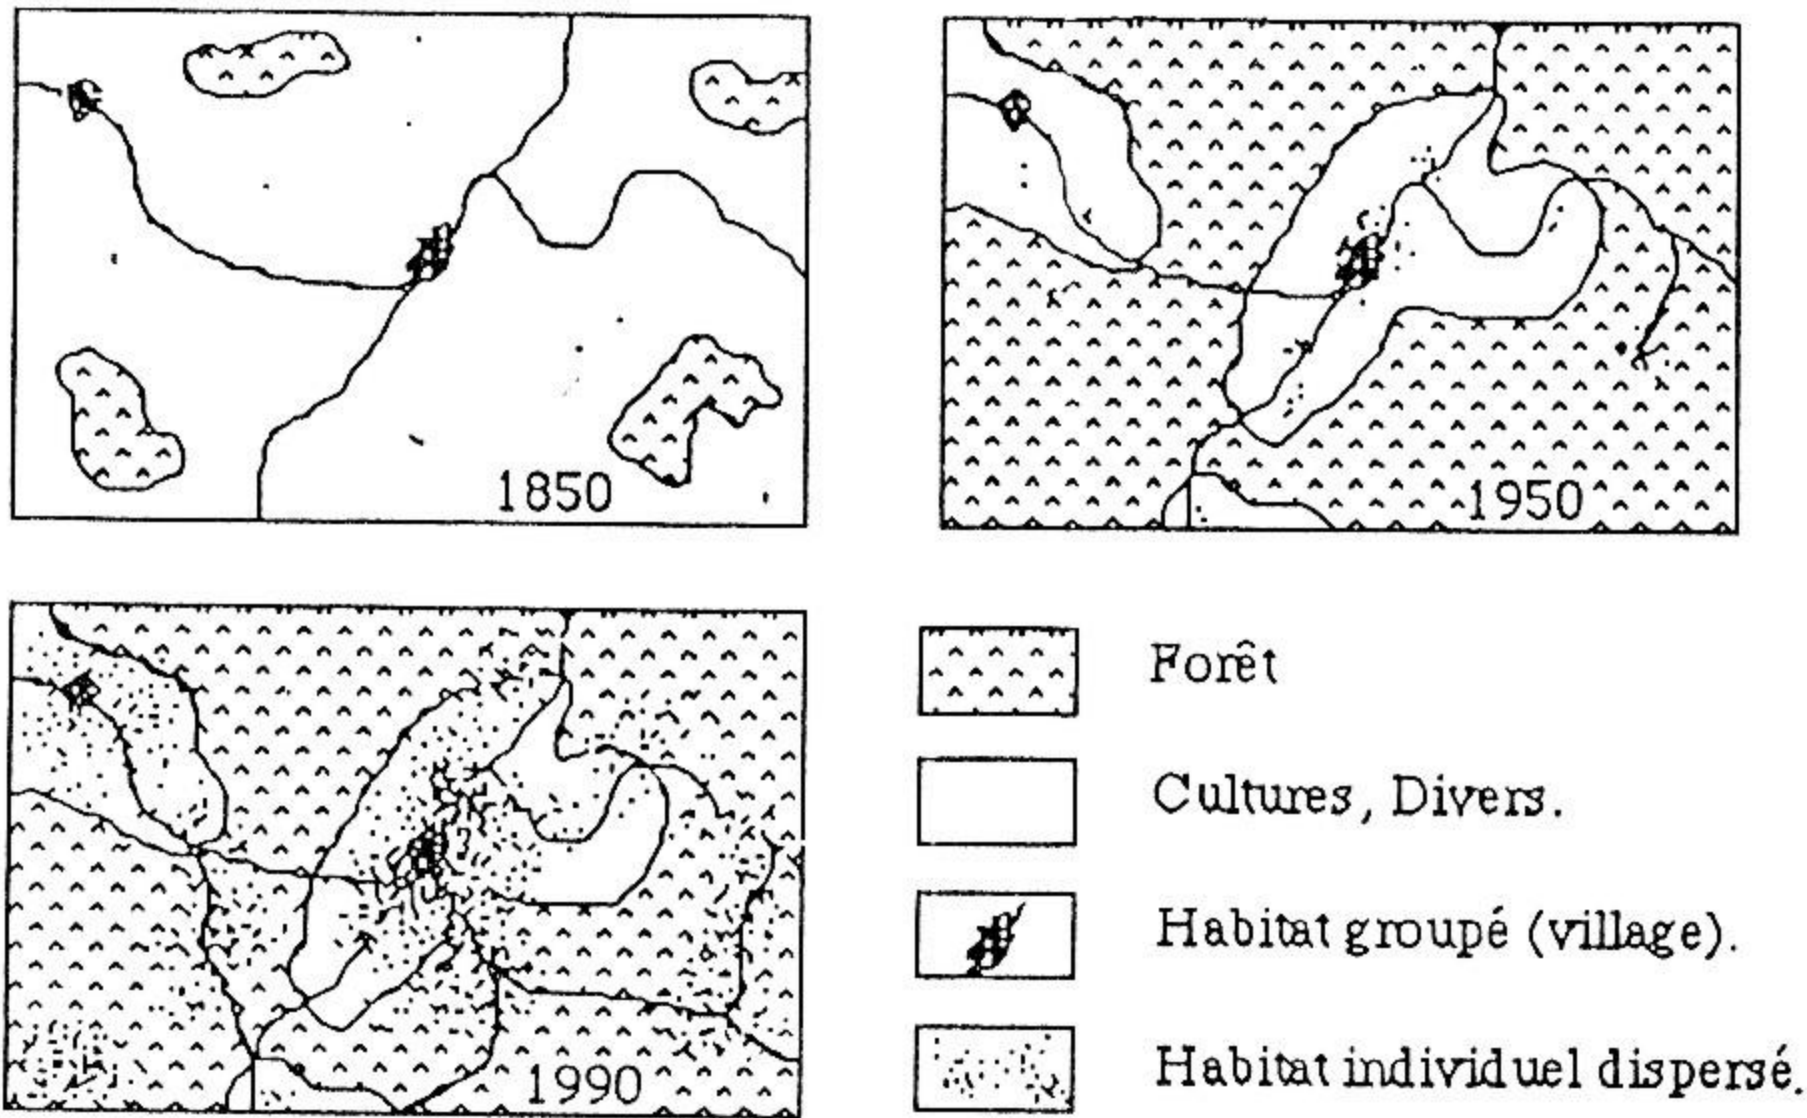 1850
1950
1990
Forêt
Cultures, Divers.
Habitat groupé (village).
Habitat individuel dispersé.